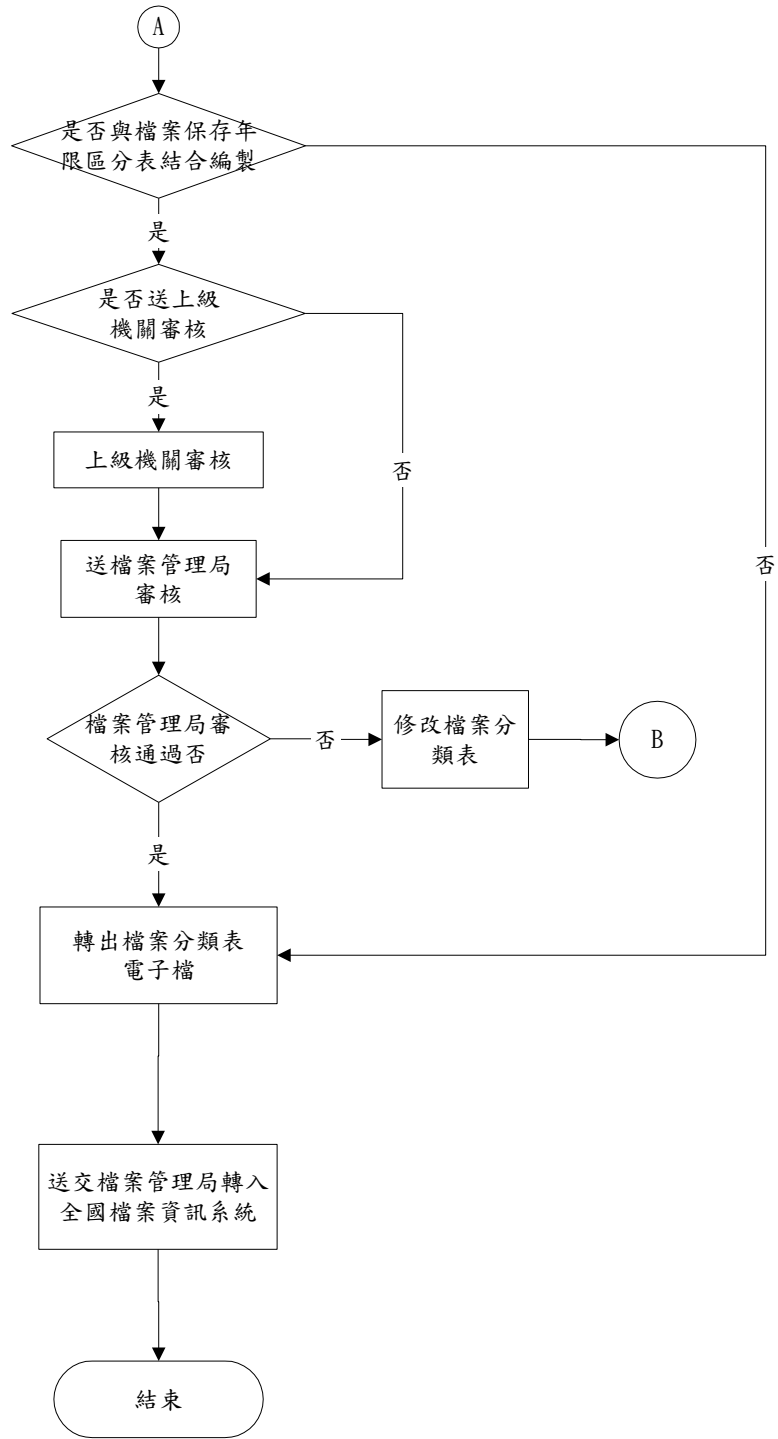 A
是否與檔案保存年
限區分表結合編製
是
是否送上級
機關審核
是
上級機關審核
否
送檔案管理局
審核
否
檔案管理局審
核通過否
否
修改檔案分
類表
B
是
轉出檔案分類表
電子檔
送交檔案管理局轉入
全國檔案資訊系統
結束